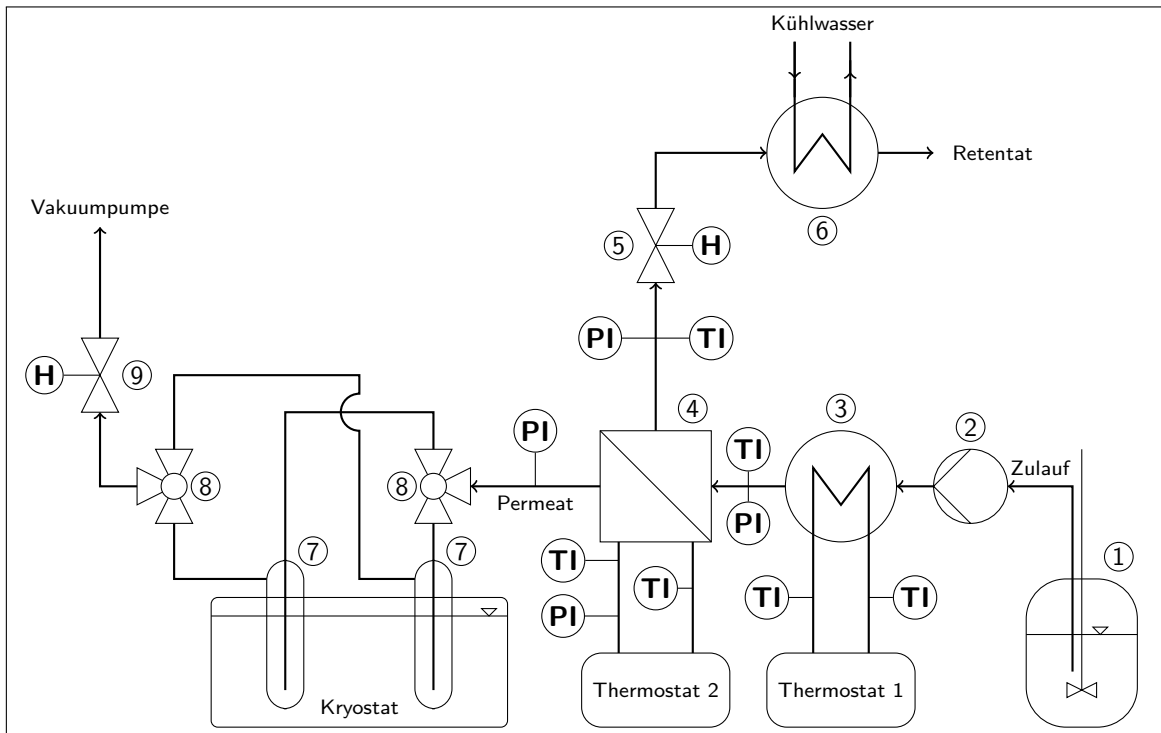 Kühlwasser
Retentat
⑥
Vakuumpumpe
⑤
H
PI
TI
H
⑨
④
③
②
PI
TI
Zulauf
⑧
⑧
Permeat
PI
⑦
⑦
TI
TI
①
PI
TI
TI
Thermostat 2
Thermostat 1
Kryostat